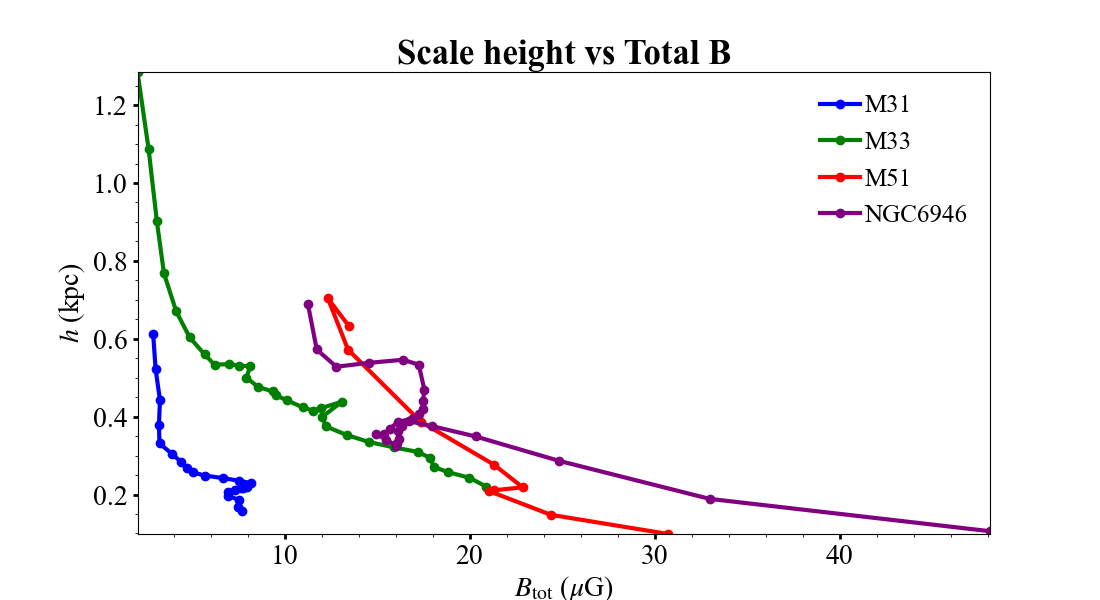 Scale height vs Total B
M31
M33
M51
NGC6946
h (kpc)
1.2
1.0
0.8
0.6
0.4
0.2
10 20 30 40
B_tot (μG)